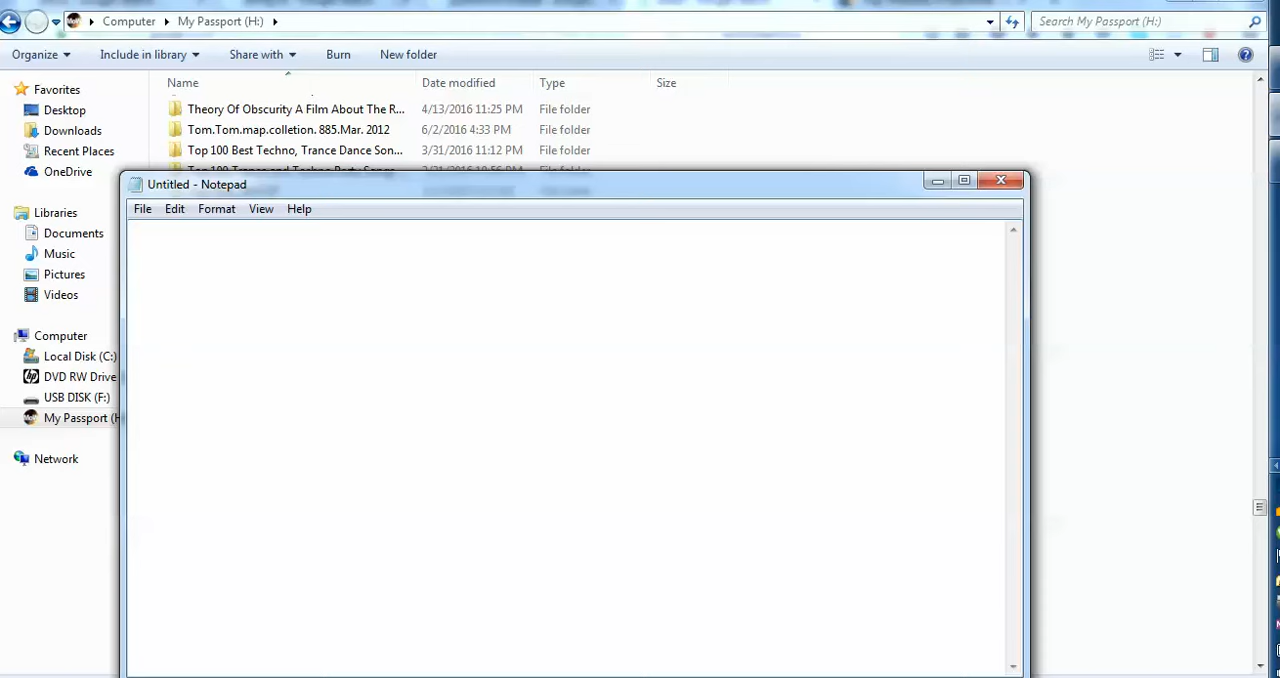 Computer My Passport (H:) Search My Passport (H:)
Organize Include in library Share with Burn New folder
Name Date modified Type Size
Favorites
Desktop
Downloads
Recent Places
OneDrive
Libraries
Documents
Music
Pictures
Videos
Computer
Local Disk (C:)
DVD RW Drive
USB DISK (F:)
My Passport (H
Network
Theory Of Obscurity A Film About The R... 4/13/2016 11:25 PM File folder
Tom.Tom.map.colletion. 885.Mar. 2012 6/2/2016 4:33 PM File folder
Top 100 Best Techno, Trance Dance Son... 3/31/2016 11:12 PM File folder
Untitled - Notepad
File Edit Format View Help